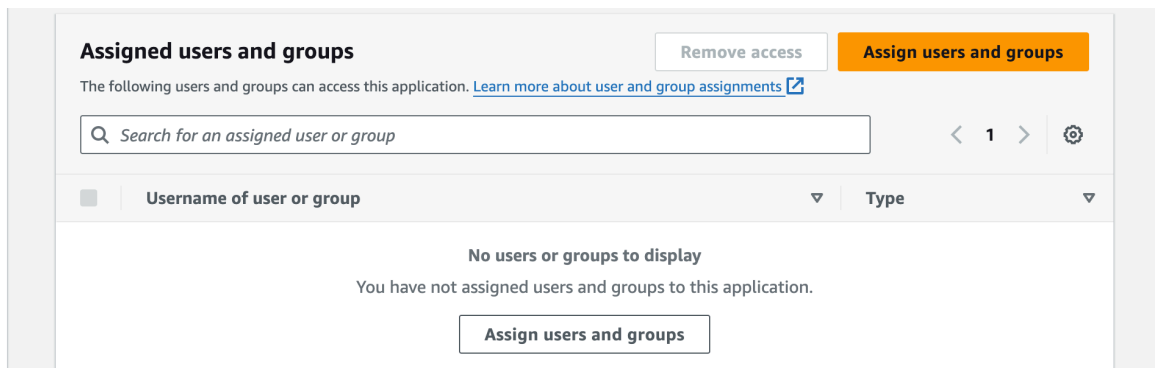 Assigned users and groups
Remove access
Assign users and groups
The following users and groups can access this application. Learn more about user and group assignments
Search for an assigned user or group
1
Username of user or group
Type
No users or groups to display
You have not assigned users and groups to this application.
Assign users and groups